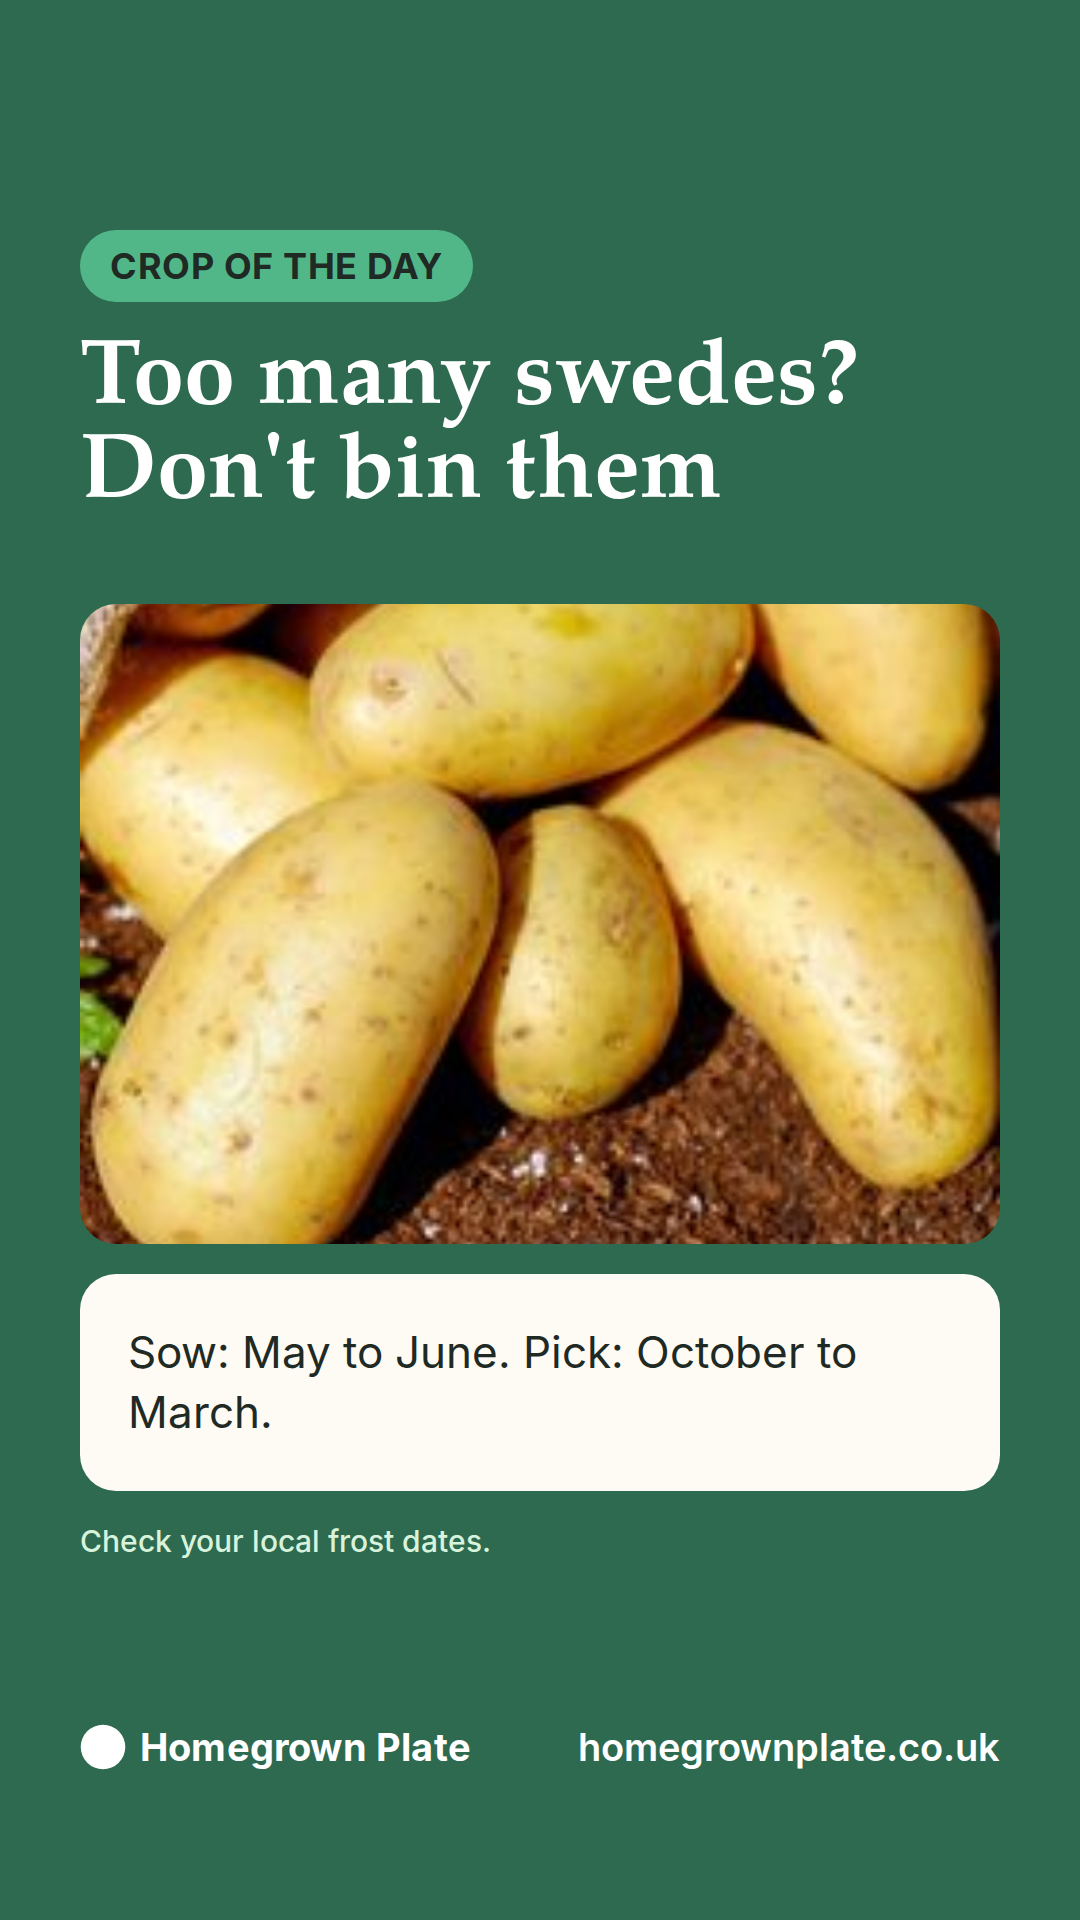 CROP OF THE DAY
Too many swedes?
Don't bin them
Sow: May to June. Pick: October to
March.
Check your local frost dates.
Homegrown Plate
homegrownplate.co.uk